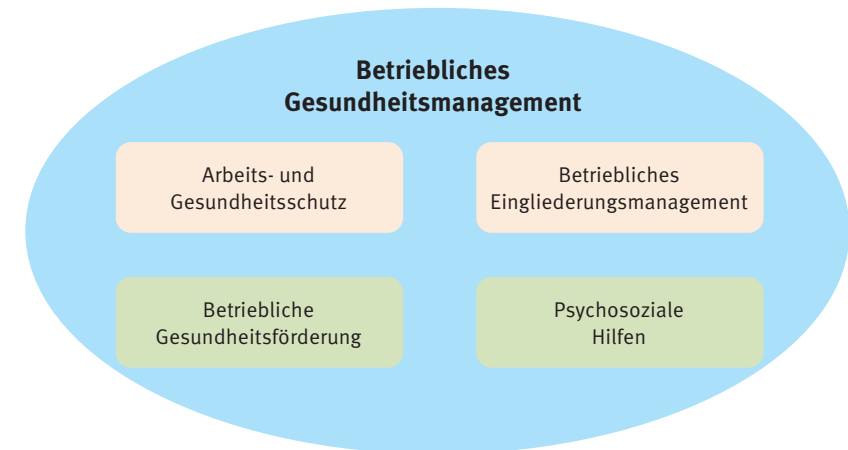 Betriebliches
Gesundheitsmanagement
Arbeits- und
Gesundheitsschutz
Betriebliches
Eingliederungsmanagement
Betriebliche
Gesundheitsförderung
Psychosoziale
Hilfen